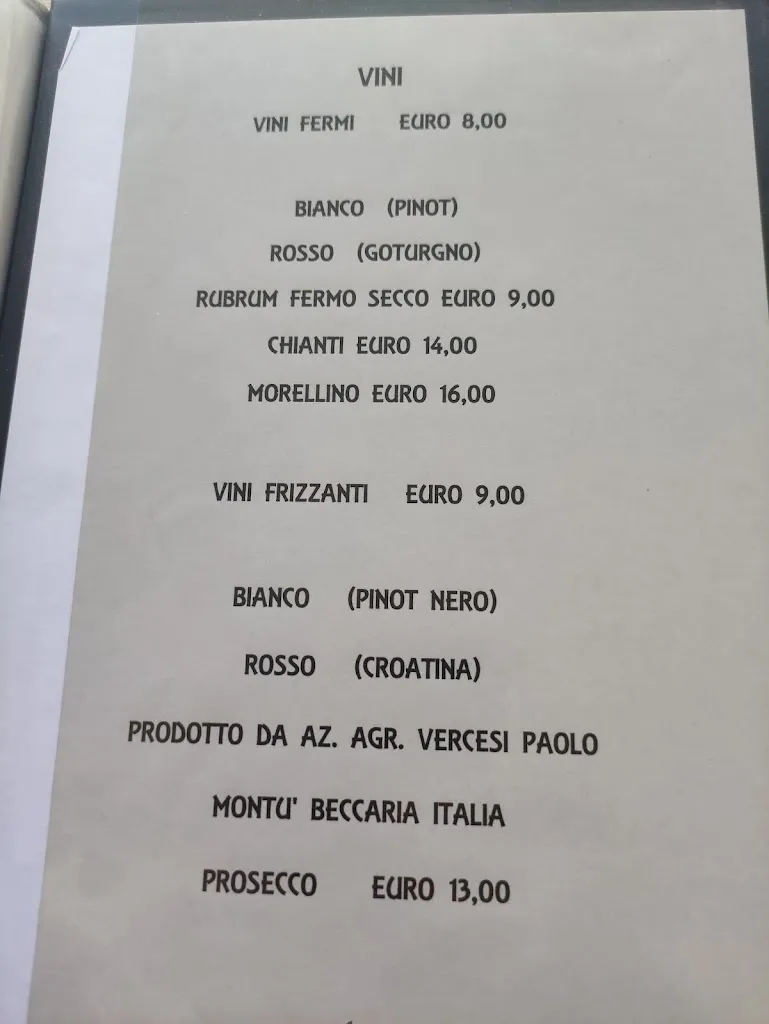 VINI
VINI FERMI EURO 8,00
BIANCO (PINOT)
ROSSO (GOTURGNO)
RUBRUM FERMO SECCO EURO 9,00
CHIANTI EURO 14,00
MORELLINO EURO 16,00
VINI FRIZZANTI EURO 9,00
BIANCO (PINOT NERO)
ROSSO (CROATINA)
PRODOTTO DA AZ. AGR. VERCESI PAOLO
MONTU' BECCARIA ITALIA
PROSECCO EURO 13,00